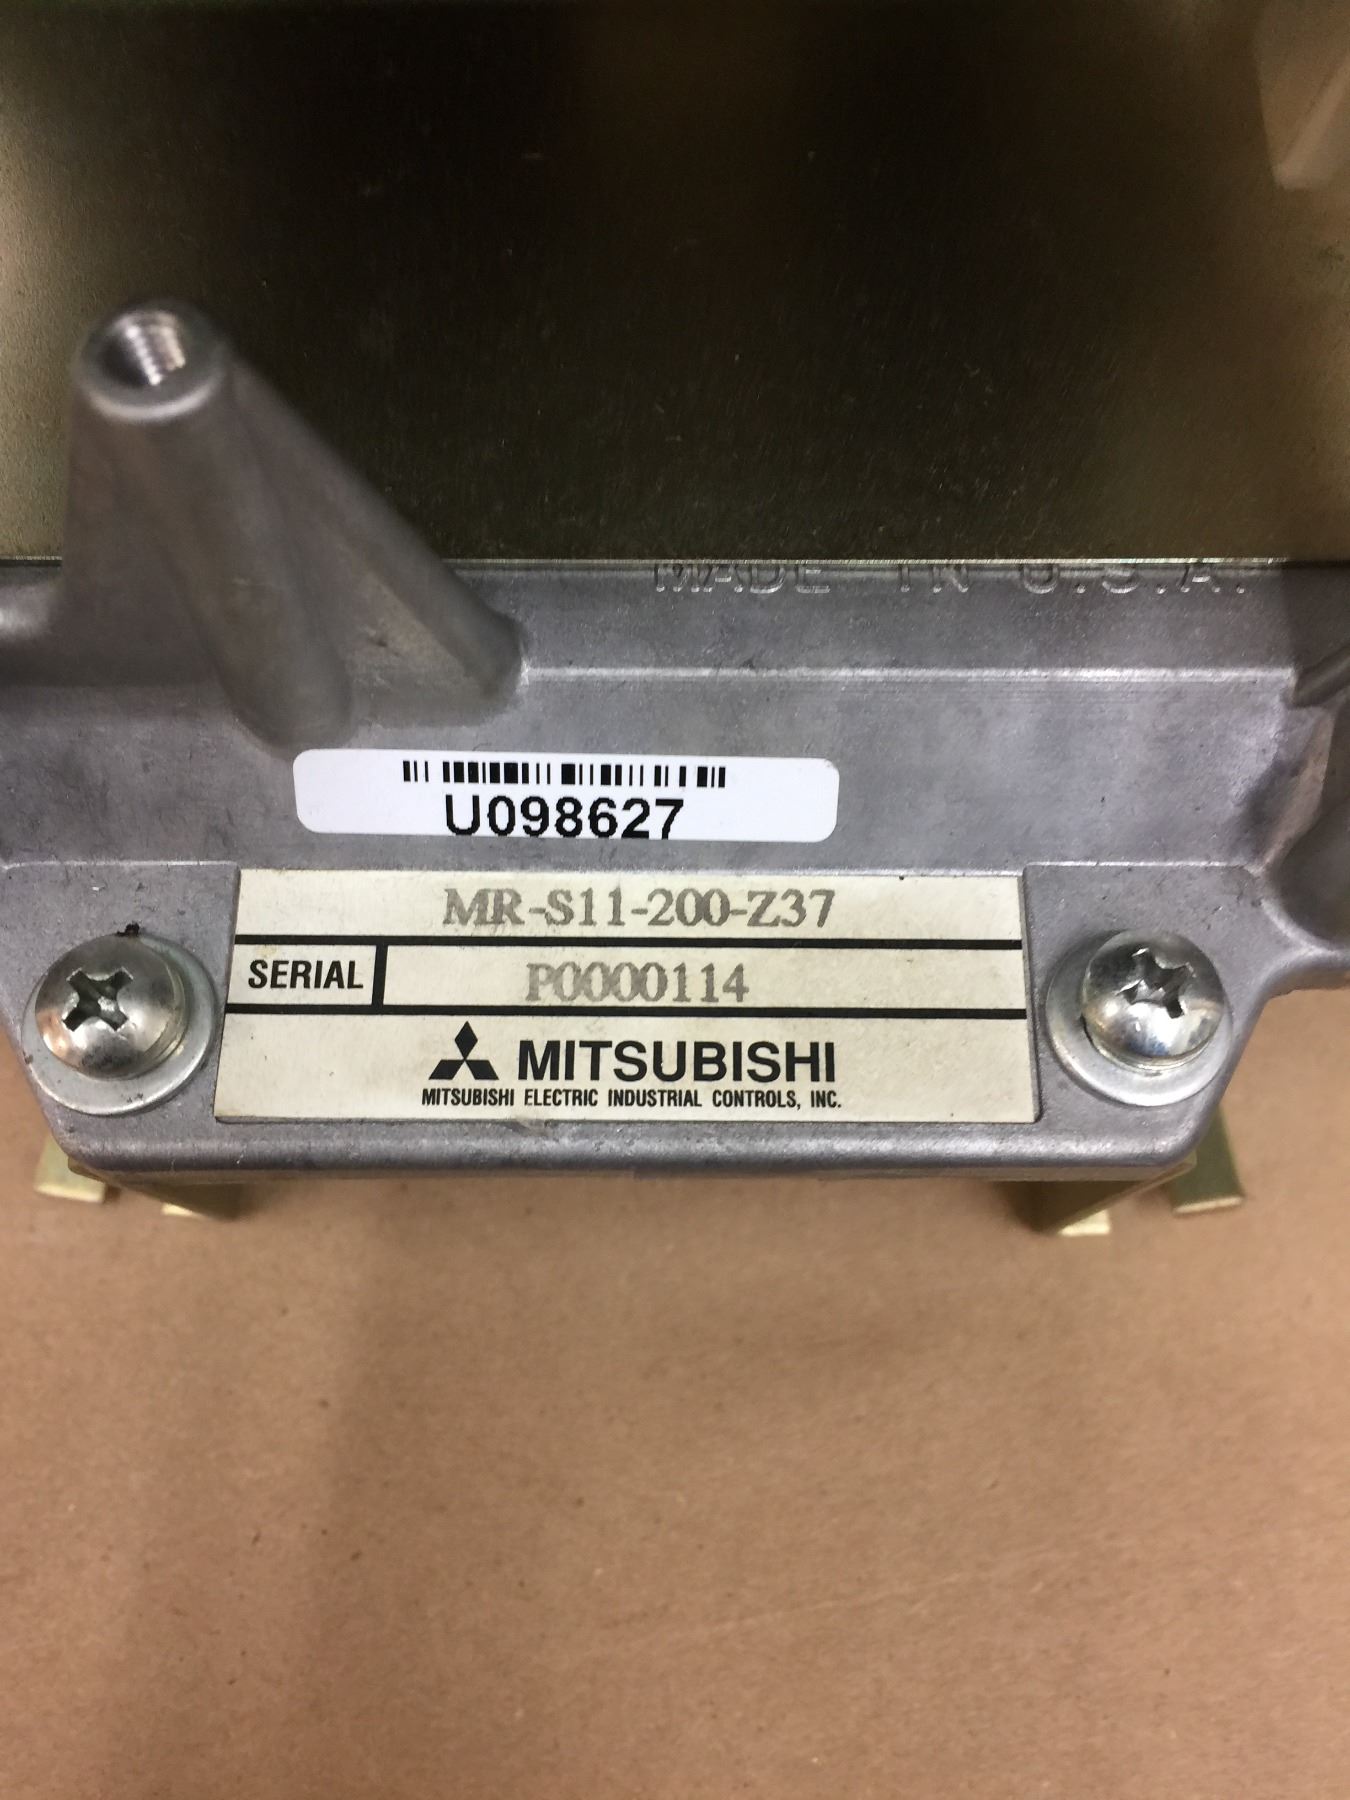 MADE IN U.S.A.
U098627
MR-S11-200-Z37
SERIAL P0000114
MITSUBISHI
MITSUBISHI ELECTRIC INDUSTRIAL CONTROLS, INC.